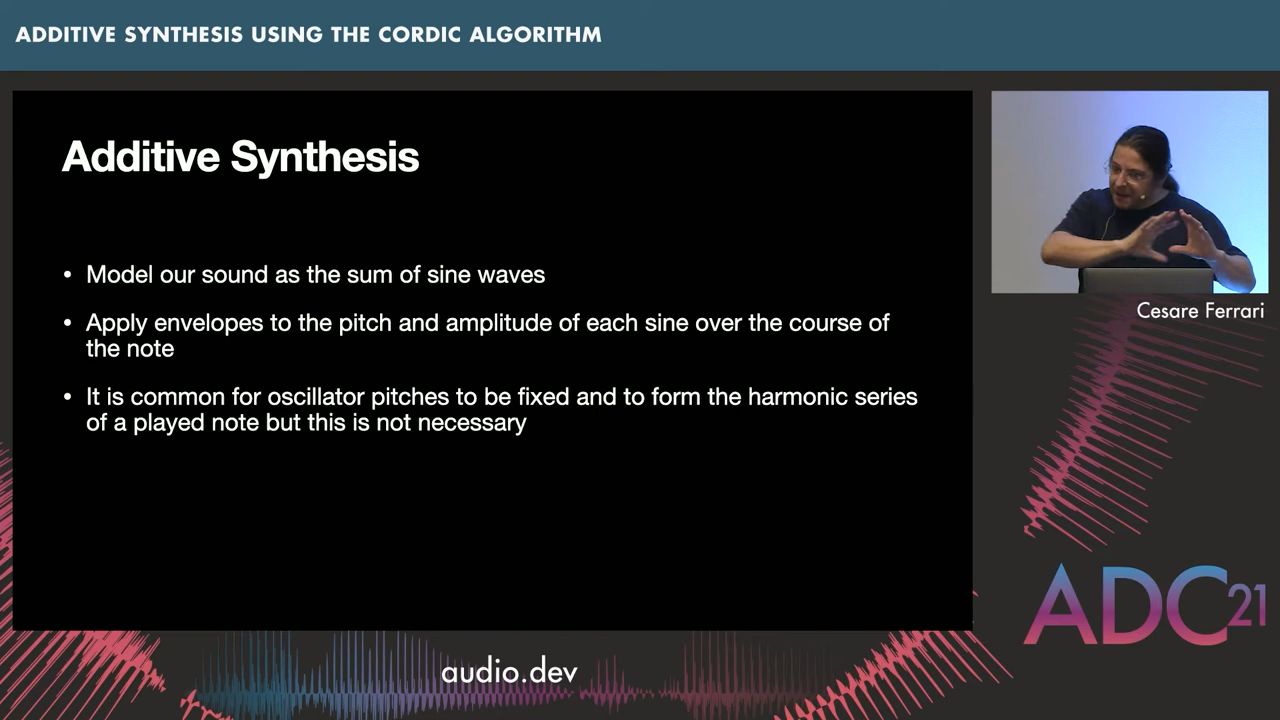 ADDITIVE SYNTHESIS USING THE CORDIC ALGORITHM
Additive Synthesis
• Model our sound as the sum of sine waves
• Apply envelopes to the pitch and amplitude of each sine over the course of
the note
• It is common for oscillator pitches to be fixed and to form the harmonic series
of a played note but this is not necessary
Cesare Ferrari
ADC21
audio.dev